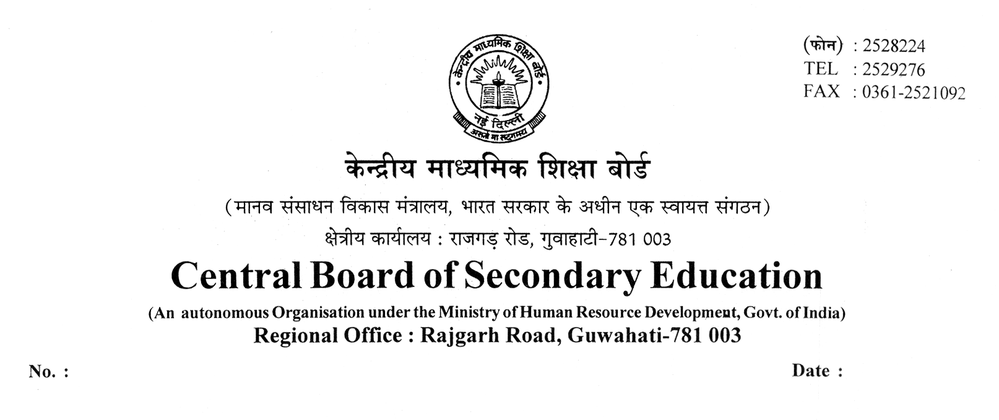 केन्द्रीय माध्यमिक शिक्षा बोर्ड
नई दिल्ली
असतो मा सद्गमय
(फोन) : 2528224
TEL : 2529276
FAX : 0361-2521092
केन्द्रीय माध्यमिक शिक्षा बोर्ड
(मानव संसाधन विकास मंत्रालय, भारत सरकार के अधीन एक स्वायत्त संगठन)
क्षेत्रीय कार्यालय : राजगड़ रोड, गुवाहाटी-781 003
Central Board of Secondary Education
(An autonomous Organisation under the Ministry of Human Resource Development, Govt. of India)
Regional Office : Rajgarh Road, Guwahati-781 003
No. :
Date :